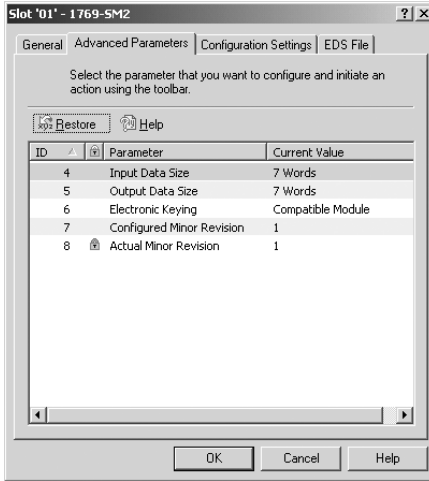 Slot '01' - 1769-SM2
General Advanced Parameters Configuration Settings EDS File
Select the parameter that you want to configure and initiate an
action using the toolbar.
Restore Help
ID Parameter Current Value
4 Input Data Size 7 Words
5 Output Data Size 7 Words
6 Electronic Keying Compatible Module
7 Configured Minor Revision 1
8 Actual Minor Revision 1
OK Cancel Help